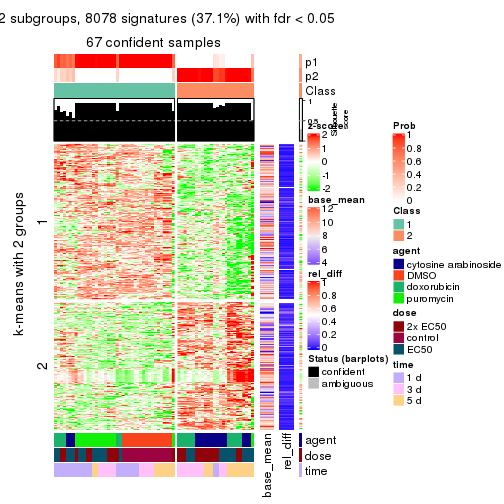 2 subgroups, 8078 signatures (37.1%) with fdr < 0.05
67 confident samples
p1
p2
Class
1
0.5
Silhouette
score
k-means with 2 groups
1
2
z-score
2
1
0
-1
-2
base_mean
12
10
8
6
4
rel_diff
1
0.8
0.6
0.4
0.2
0
Status (barplots)
confident
ambiguous
Prob
1
0.8
0.6
0.4
0.2
0
Class
1
2
agent
cytosine arabinoside
DMSO
doxorubicin
puromycin
dose
2x EC50
control
EC50
time
1 d
3 d
5 d
agent
dose
time
base_mean
rel_diff